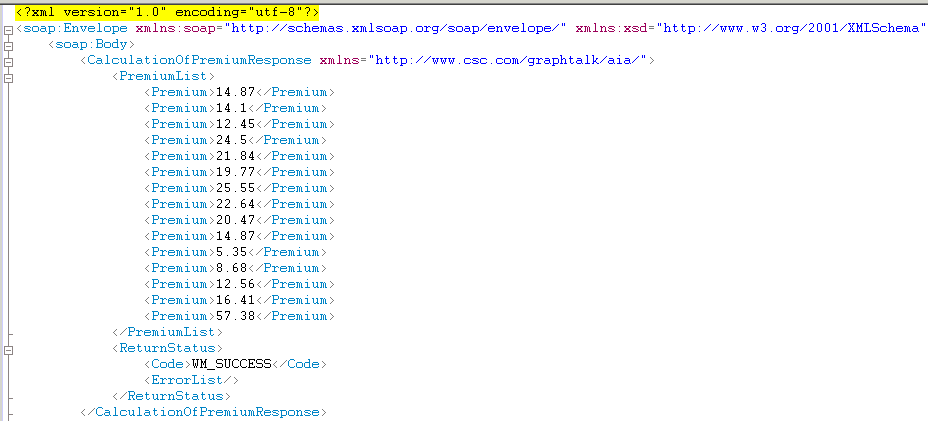 <?xml version="1.0" encoding="utf-8"?>
<soap:Envelope xmlns:soap="http://schemas.xmlsoap.org/soap/envelope/" xmlns:xsd="http://www.w3.org/2001/XMLSchema"
<soap:Body>
<CalculationOfPremiumResponse xmlns="http://www.csc.com/graphtalk/aia/">
<PremiumList>
<Premium>14.87</Premium>
<Premium>14.1</Premium>
<Premium>12.45</Premium>
<Premium>24.5</Premium>
<Premium>21.84</Premium>
<Premium>19.77</Premium>
<Premium>25.55</Premium>
<Premium>22.64</Premium>
<Premium>20.47</Premium>
<Premium>14.87</Premium>
<Premium>5.35</Premium>
<Premium>8.68</Premium>
<Premium>12.56</Premium>
<Premium>16.41</Premium>
<Premium>57.38</Premium>
</PremiumList>
<ReturnStatus>
<Code>WM_SUCCESS</Code>
<ErrorList/>
</ReturnStatus>
</CalculationOfPremiumResponse>